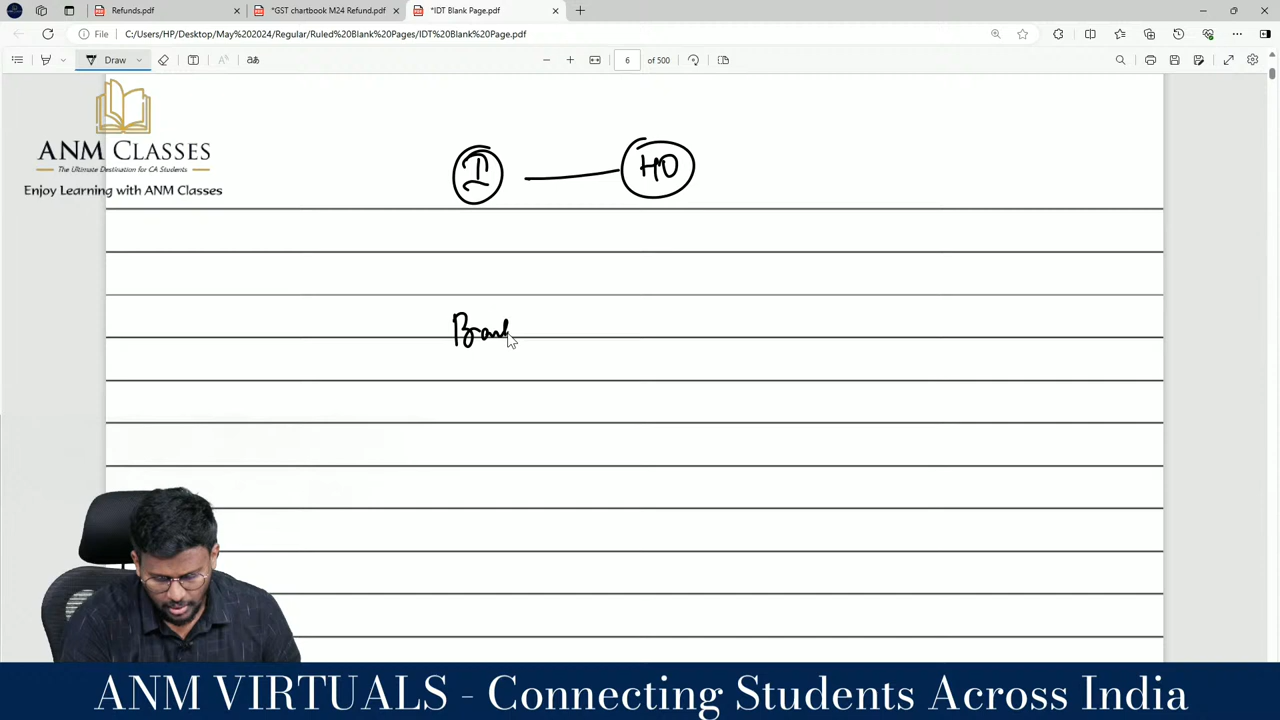 Refunds.pdf
*GST chartbook M24 Refund.pdf
*IDT Blank Page.pdf
File
C:/Users/HP/Desktop/May%202024/Regular/Ruled%20Blank%20Pages/IDT%20Blank%20Page.pdf
Draw
6 of 500
ANM CLASSES
The Ultimate Destination for CA Students
Enjoy Learning with ANM Classes
I HO
ANM VIRTUALS - Connecting Students Across India